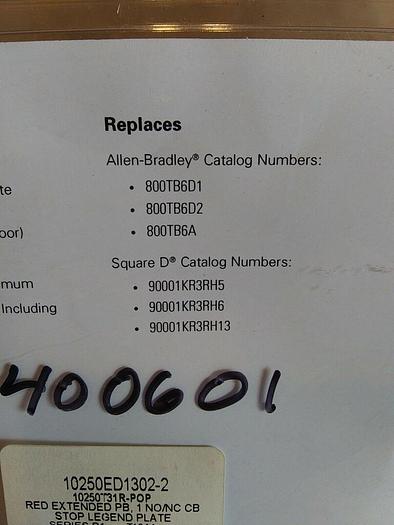 Replaces
Allen-Bradley® Catalog Numbers:
• 800TB6D1
• 800TB6D2
• 800TB6A
Square D® Catalog Numbers:
• 90001KR3RH5
• 90001KR3RH6
• 90001KR3RH13
te
oor)
mum
Including
400601
10250ED1302-2
10250T31R-POP
RED EXTENDED PB, 1 NO/NC CB
STOP LEGEND PLATE
SERIES